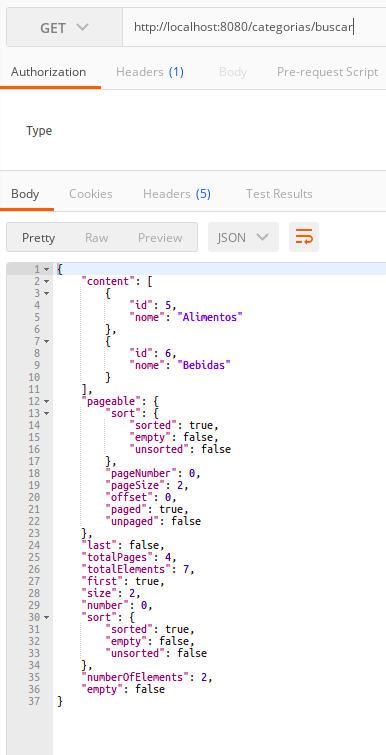 GET http://localhost:8080/categorias/buscar
Authorization Headers (1) Body Pre-request Script
Type
Body Cookies Headers (5) Test Results
Pretty Raw Preview JSON
1 {
2 "content": [
3 {
4 "id": 5,
5 "nome": "Alimentos"
6 },
7 {
8 "id": 6,
9 "nome": "Bebidas"
10 }
11 ],
12 "pageable": {
13 "sort": {
14 "sorted": true,
15 "empty": false,
16 "unsorted": false
17 },
18 "pageNumber": 0,
19 "pageSize": 2,
20 "offset": 0,
21 "paged": true,
22 "unpaged": false
23 },
24 "last": false,
25 "totalPages": 4,
26 "totalElements": 7,
27 "first": true,
28 "size": 2,
29 "number": 0,
30 "sort": {
31 "sorted": true,
32 "empty": false,
33 "unsorted": false
34 },
35 "numberOfElements": 2,
36 "empty": false
37 }